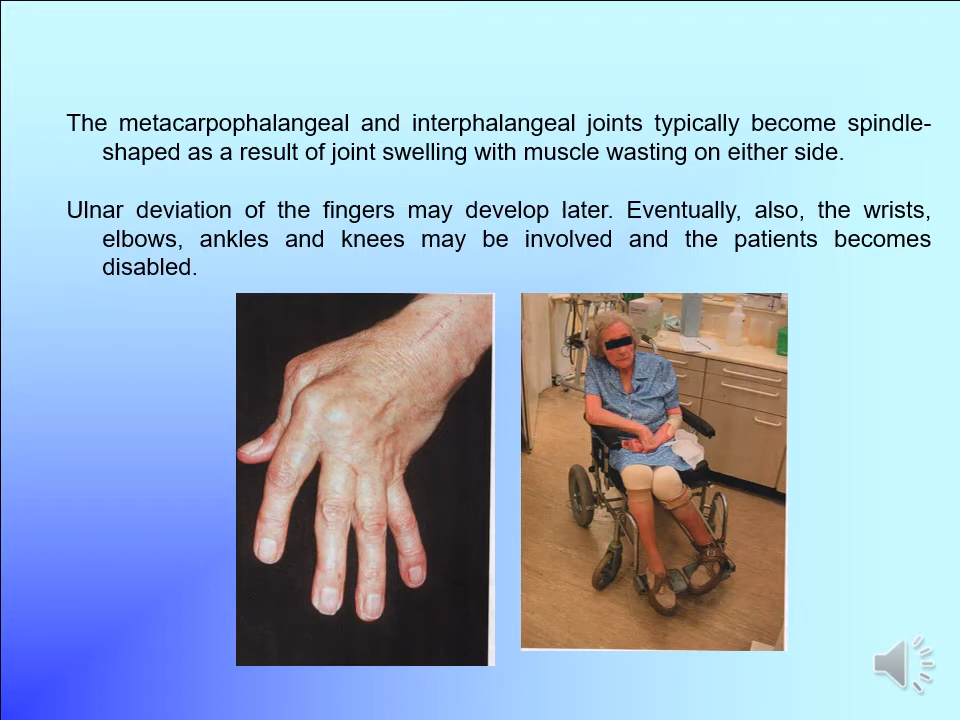 The metacarpophalangeal and interphalangeal joints typically become spindle-
shaped as a result of joint swelling with muscle wasting on either side.
Ulnar deviation of the fingers may develop later. Eventually, also, the wrists,
elbows, ankles and knees may be involved and the patients becomes
disabled.